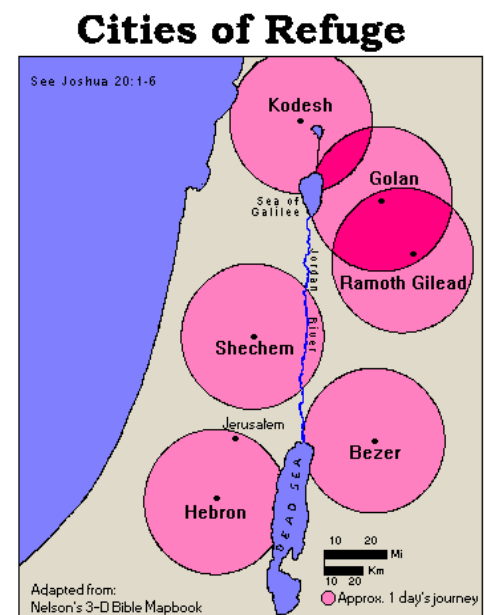 Cities of Refuge
See Joshua 20:1-6
Kodesh
Golan
Sea of
Galilee
Jordan River
Ramoth Gilead
Shechem
Jerusalem
Bezer
DEAD SEA
Hebron
10 20
Mi
Km
10 20
Approx. 1 day's journey
Adapted from:
Nelson's 3-D Bible Mapbook